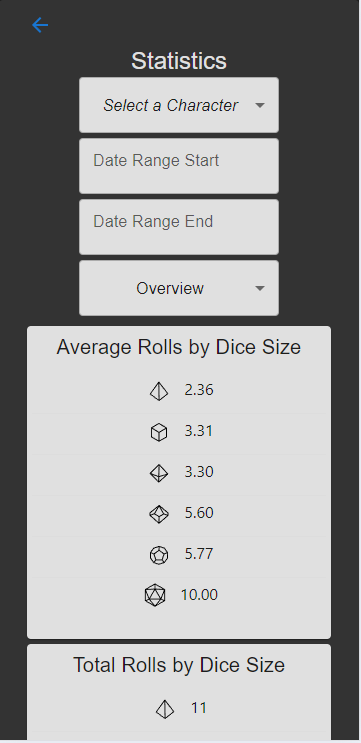 Statistics
Select a Character
Date Range Start
Date Range End
Overview
Average Rolls by Dice Size
2.36
3.31
3.30
5.60
5.77
10.00
Total Rolls by Dice Size
11